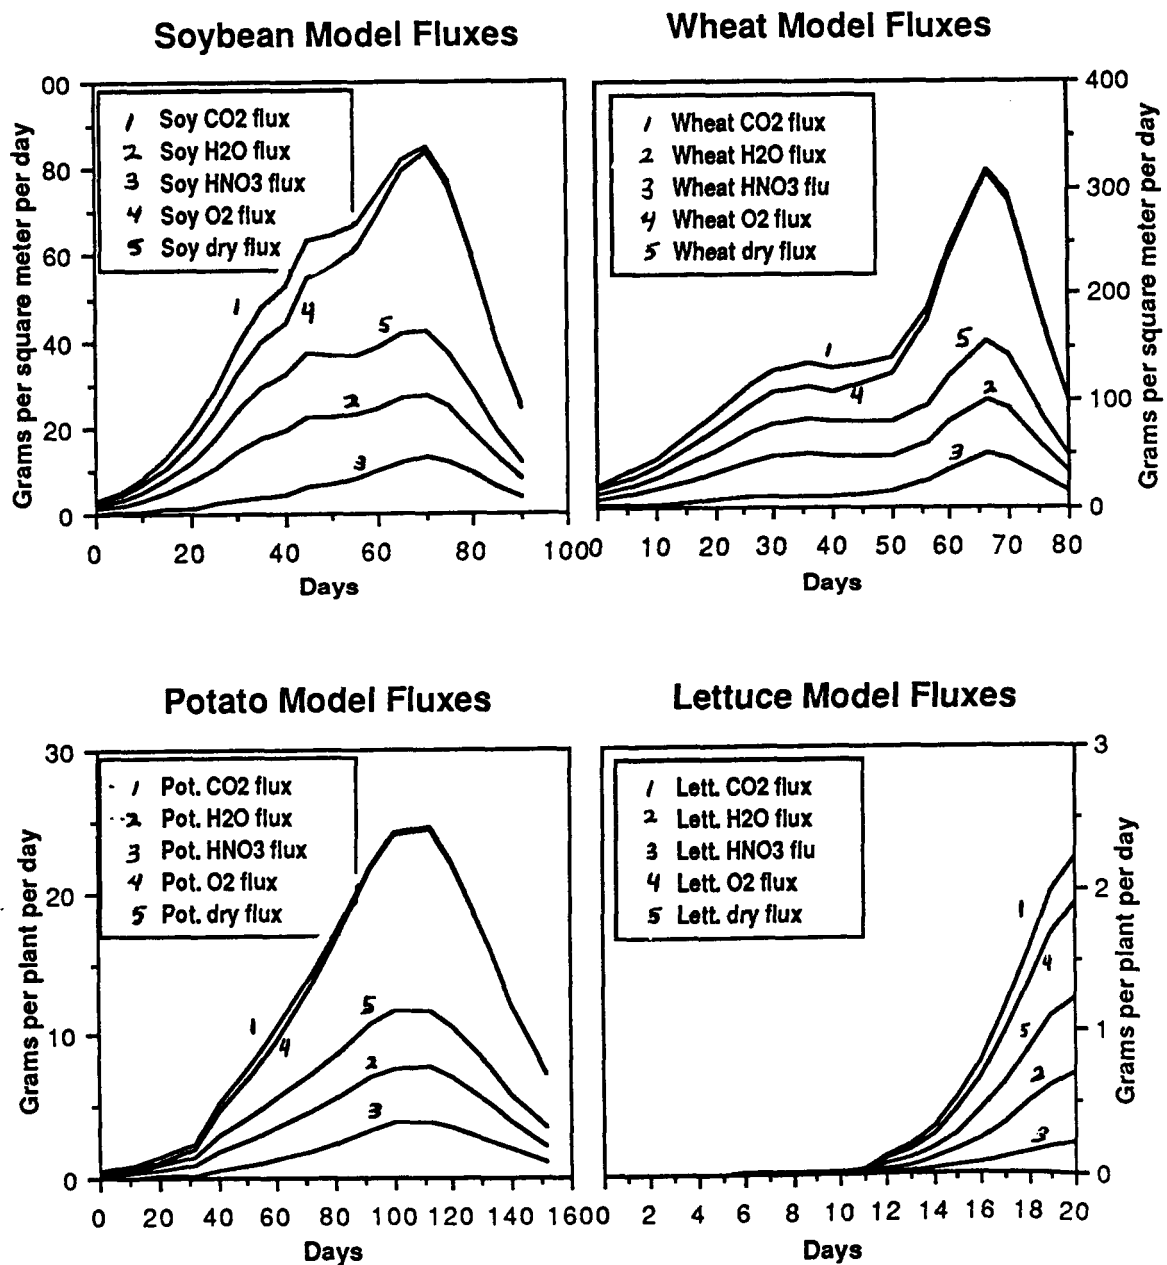 Soybean Model Fluxes
Grams per square meter per day
00
80
60
40
20
0
1 Soy CO2 flux
2 Soy H2O flux
3 Soy HNO3 flux
4 Soy O2 flux
5 Soy dry flux
1
4
5
2
3
0 20 40 60 80 100
Days
Wheat Model Fluxes
1 Wheat CO2 flux
2 Wheat H2O flux
3 Wheat HNO3 flu
4 Wheat O2 flux
5 Wheat dry flux
1
4
5
2
3
400
300
200
100
0
Grams per square meter per day
0 10 20 30 40 50 60 70 80
Days
Potato Model Fluxes
Grams per plant per day
30
20
10
0
1 Pot. CO2 flux
2 Pot. H2O flux
3 Pot. HNO3 flux
4 Pot. O2 flux
5 Pot. dry flux
1
4
5
2
3
0 20 40 60 80 100 120 140 160
Days
Lettuce Model Fluxes
1 Lett. CO2 flux
2 Lett. H2O flux
3 Lett. HNO3 flu
4 Lett. O2 flux
5 Lett. dry flux
1
4
5
2
3
3
2
1
0
Grams per plant per day
0 2 4 6 8 10 12 14 16 18 20
Days